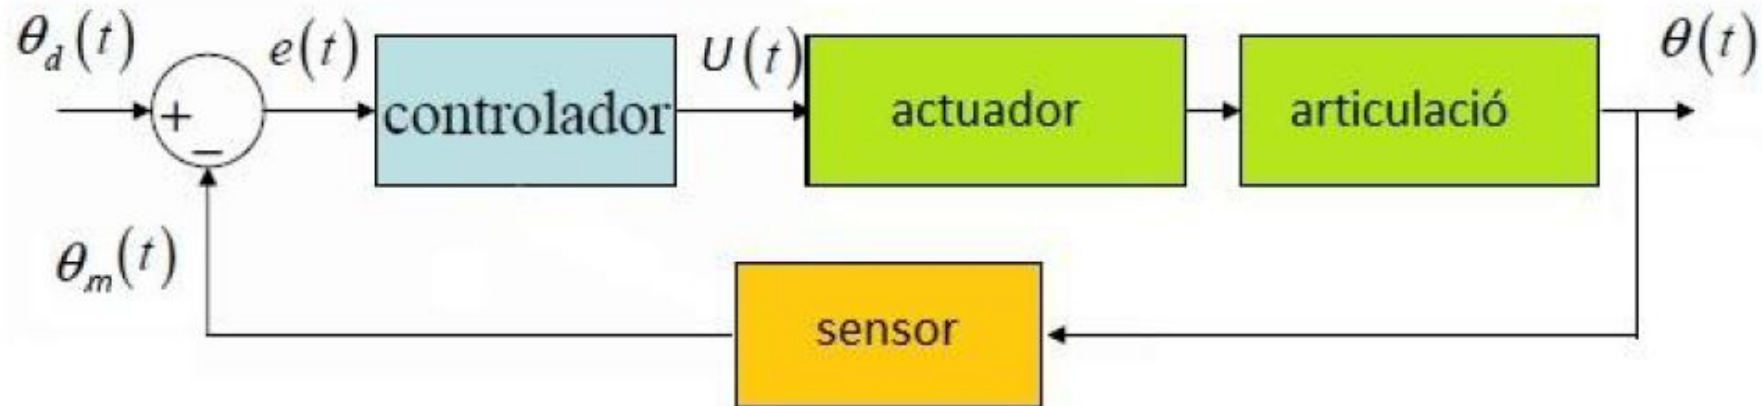 θd(t)
e(t)
U(t)
θ(t)
+
−
controlador
actuador
articulació
θm(t)
sensor